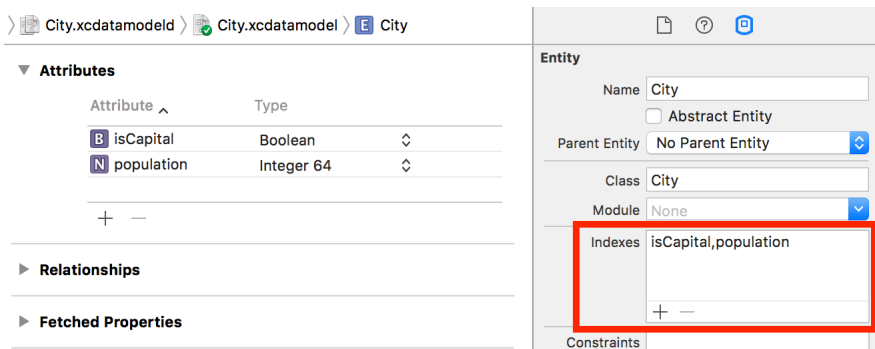 City.xcdatamodeld
City.xcdatamodel
E City
Attributes
Attribute
Type
B isCapital
Boolean
N population
Integer 64
Relationships
Fetched Properties
Entity
Name City
Abstract Entity
Parent Entity No Parent Entity
Class City
Module None
Indexes isCapital,population
Constraints